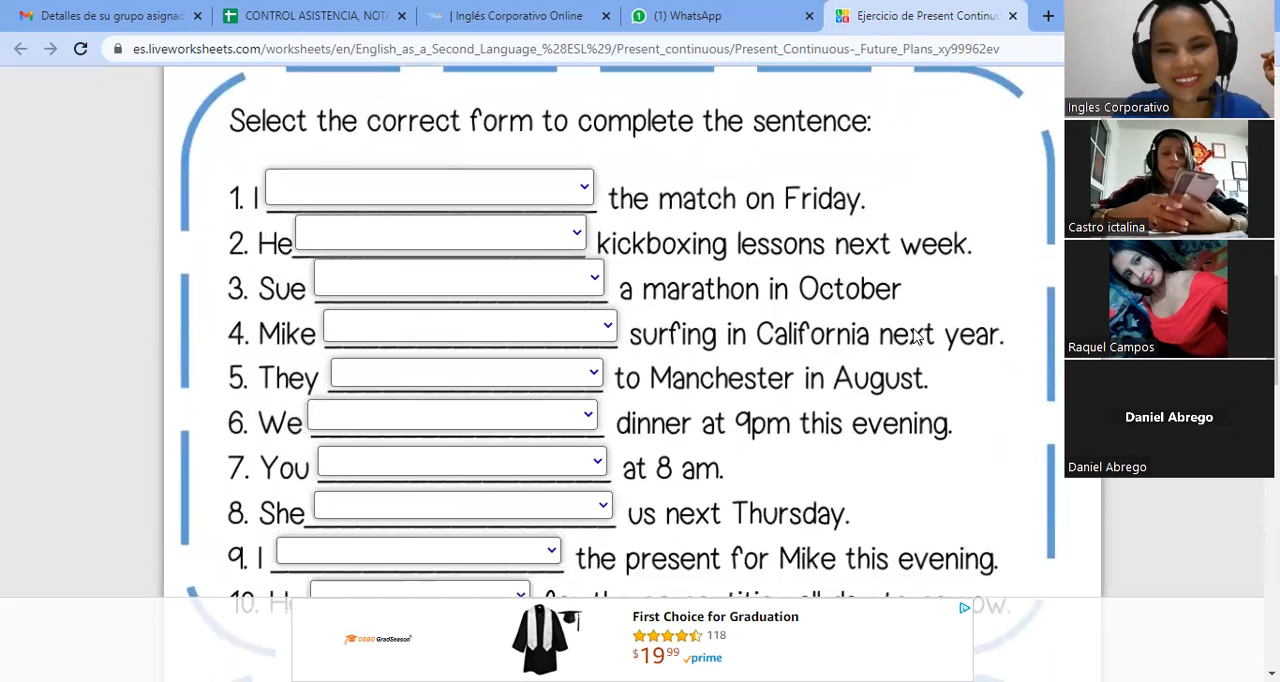 Detalles de su grupo asignac
CONTROL ASISTENCIA, NOTA
| Inglés Corporativo Online
(1) WhatsApp
Ejercicio de Present Continu
es.liveworksheets.com/worksheets/en/English_as_a_Second_Language_%28ESL%29/Present_continuous/Present_Continuous-_Future_Plans_xy99962ev
Select the correct form to complete the sentence:
1. I the match on Friday.
2. He kickboxing lessons next week.
3. Sue a marathon in October
4. Mike surfing in California next year.
5. They to Manchester in August.
6. We dinner at 9pm this evening.
7. You at 8 am.
8. She us next Thursday.
9. I the present for Mike this evening.
10.
First Choice for Graduation
118
$19.99
prime
GradSeason
Ingles Corporativo
Castro ictalina
Raquel Campos
Daniel Abrego
Daniel Abrego